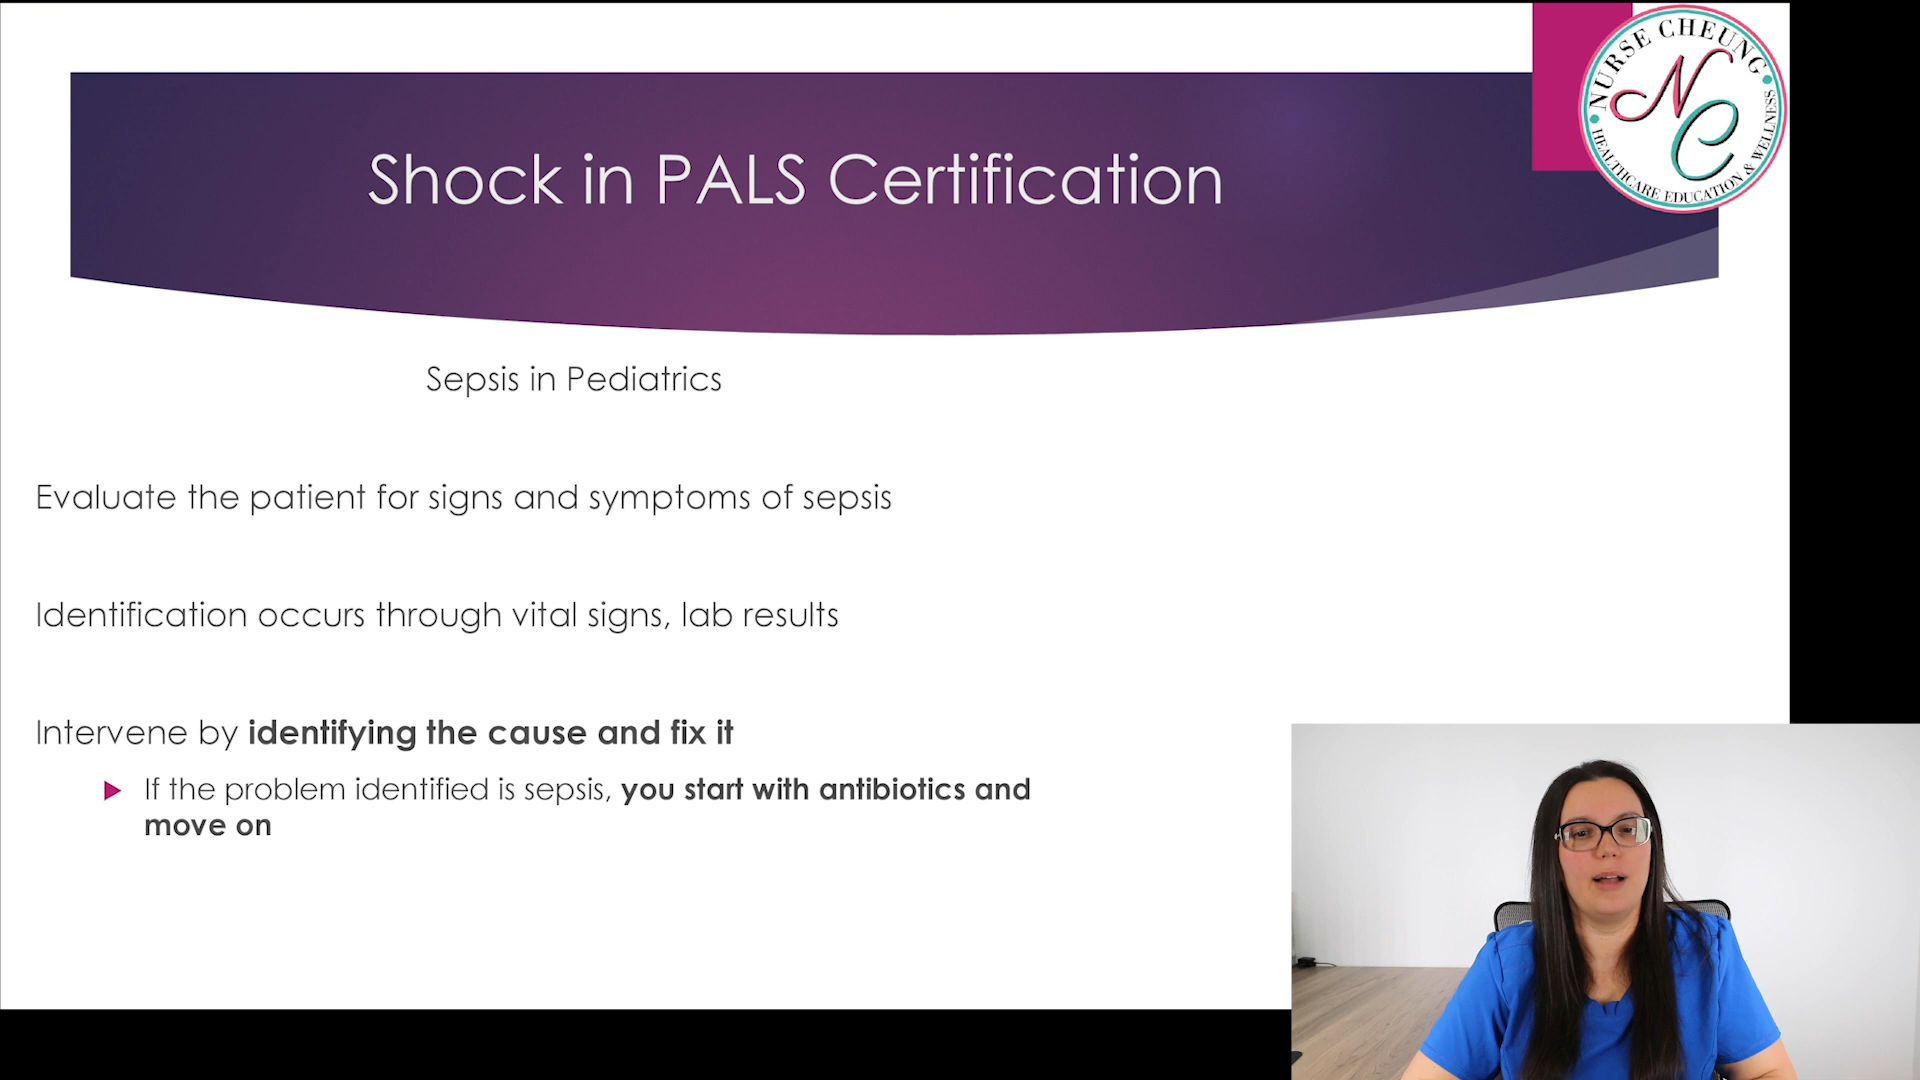 NURSE CHEUNG
NC
HEALTHCARE EDUCATION & WELLNESS
Shock in PALS Certification
Sepsis in Pediatrics
Evaluate the patient for signs and symptoms of sepsis
Identification occurs through vital signs, lab results
Intervene by identifying the cause and fix it
If the problem identified is sepsis, you start with antibiotics and
move on